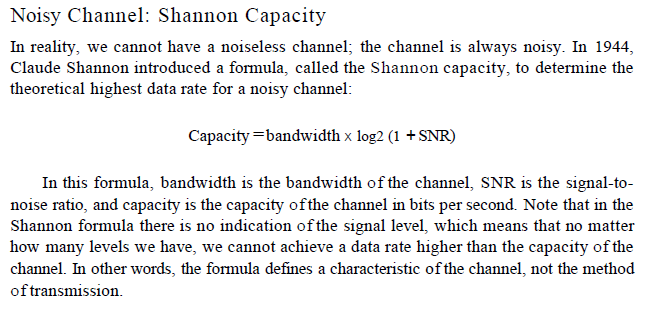 Noisy Channel: Shannon Capacity
In reality, we cannot have a noiseless channel; the channel is always noisy. In 1944,
Claude Shannon introduced a formula, called the Shannon capacity, to determine the
theoretical highest data rate for a noisy channel:
Capacity =bandwidth x log2 (1 + SNR)
In this formula, bandwidth is the bandwidth of the channel, SNR is the signal-to-
noise ratio, and capacity is the capacity of the channel in bits per second. Note that in the
Shannon formula there is no indication of the signal level, which means that no matter
how many levels we have, we cannot achieve a data rate higher than the capacity of the
channel. In other words, the formula defines a characteristic of the channel, not the method
of transmission.